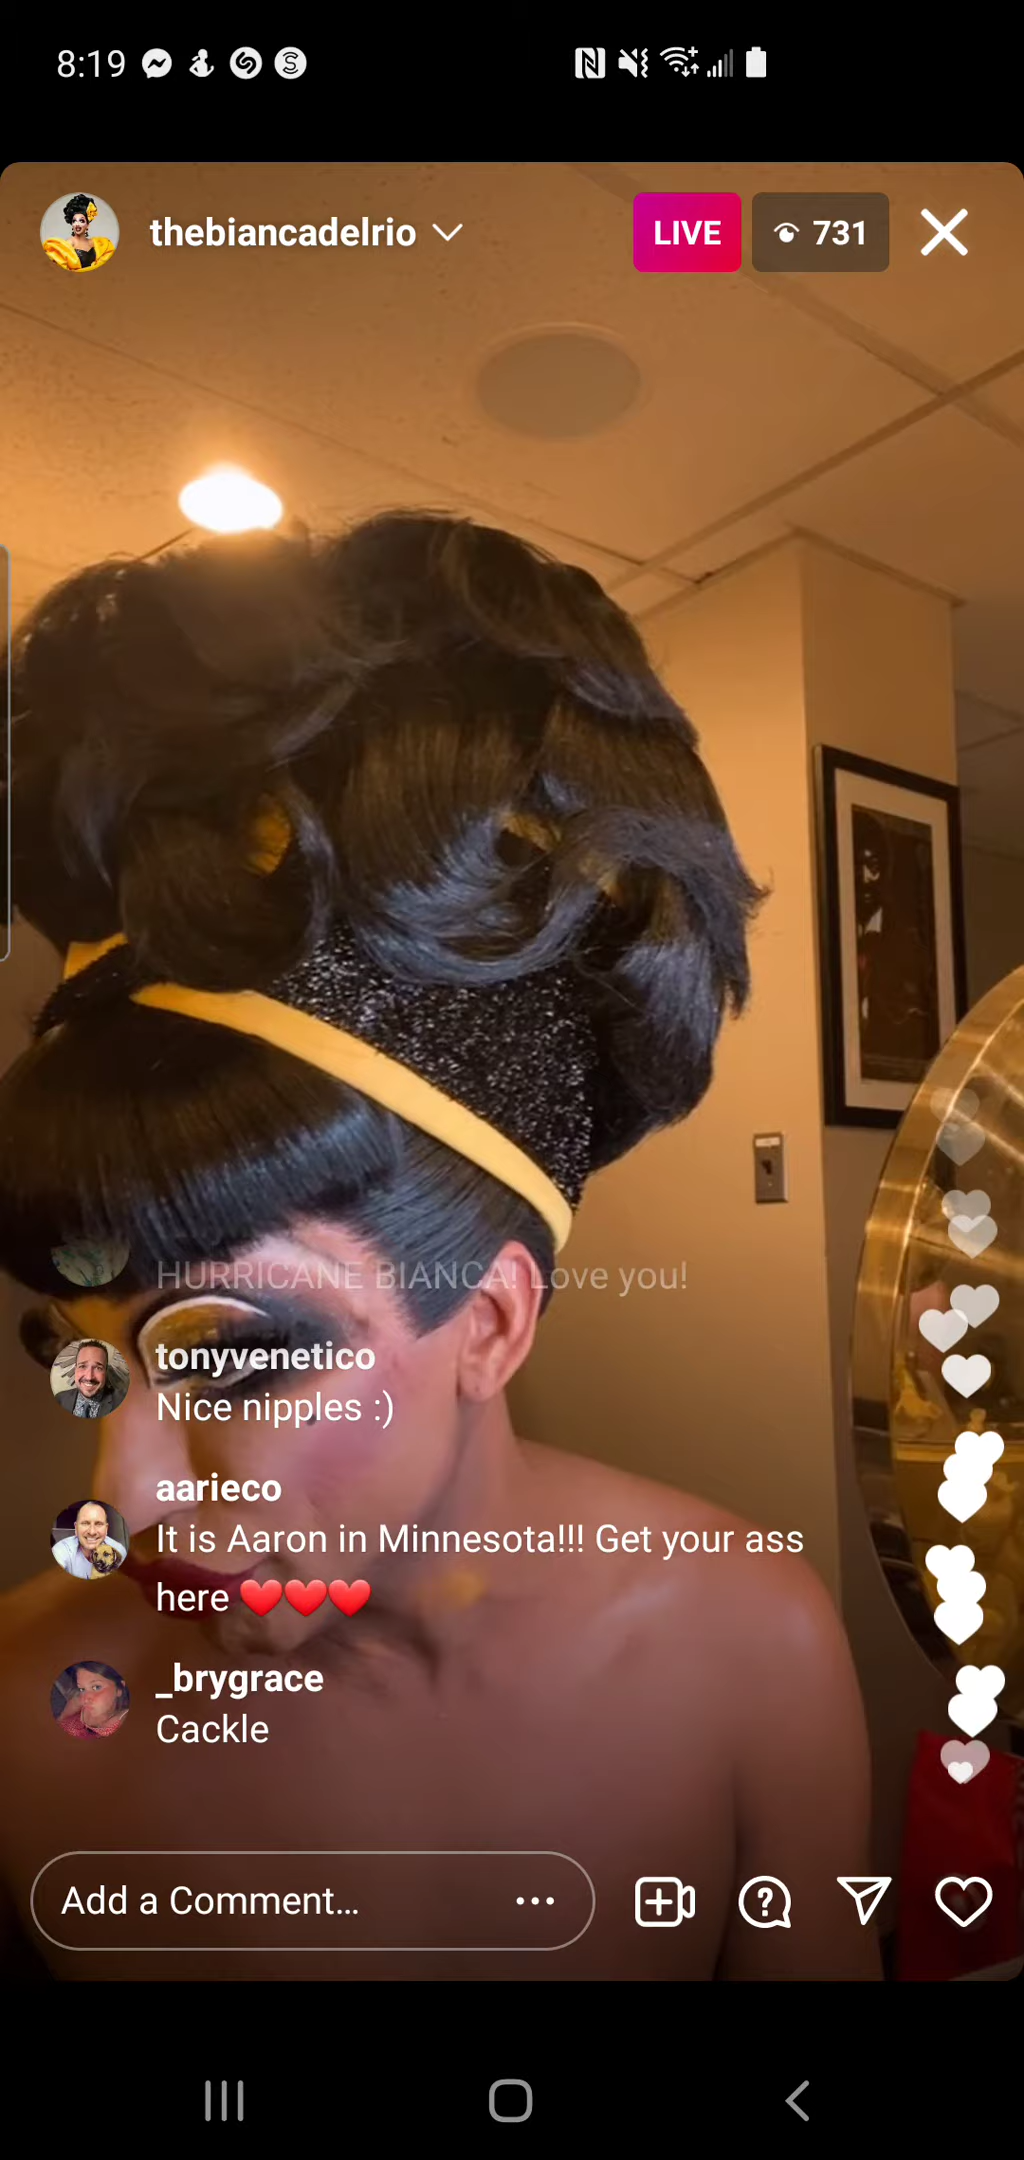 8:19
thebiancadelrio
LIVE
731
HURRICANE BIANCA! Love you!
tonyvenetico
Nice nipples :)
aarieco
It is Aaron in Minnesota!!! Get your ass
here ❤️❤️❤️
_brygrace
Cackle
Add a Comment...